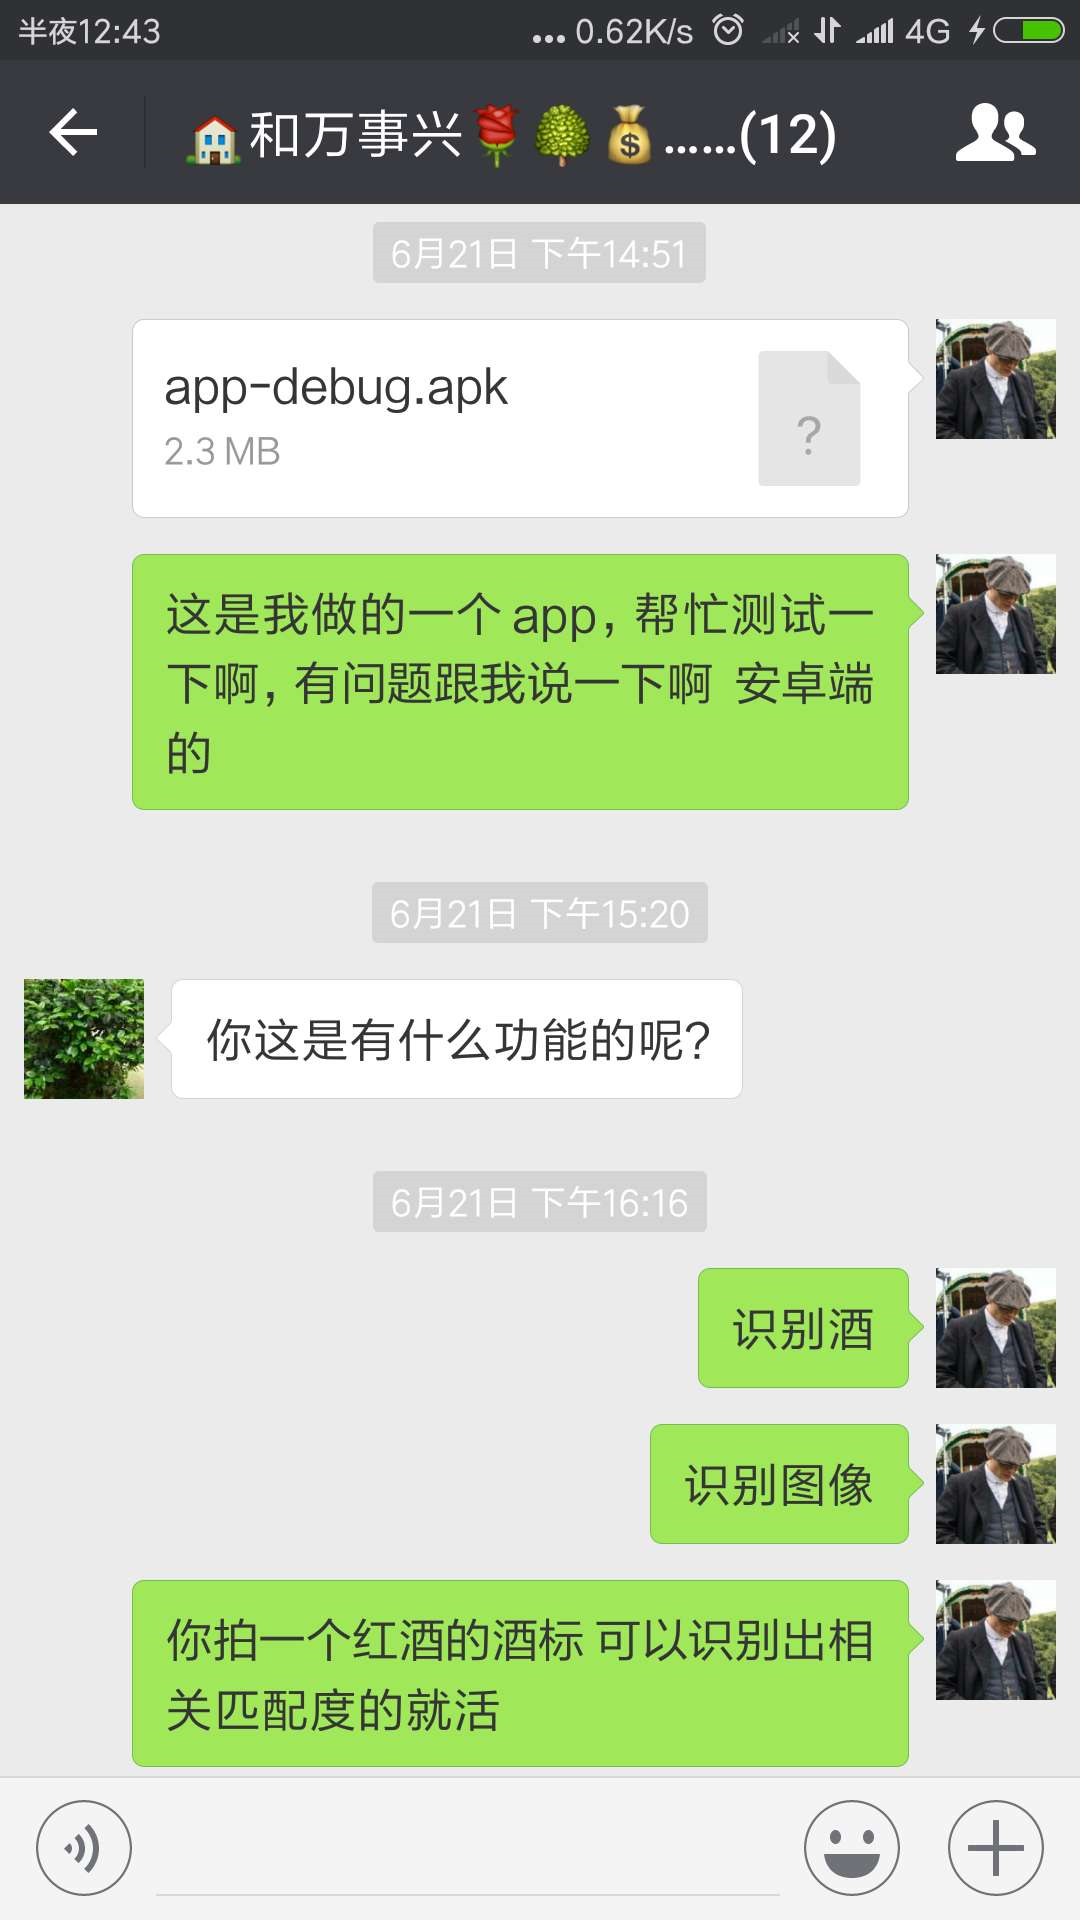 半夜12:43
... 0.62K/s 4G
🏠和万事兴🌹🌳💰......(12)
6月21日 下午14:51
app-debug.apk
2.3 MB
?
这是我做的一个app，帮忙测试一
下啊，有问题跟我说一下啊 安卓端
的
6月21日 下午15:20
你这是有什么功能的呢？
6月21日 下午16:16
识别酒
识别图像
你拍一个红酒的酒标 可以识别出相
关匹配度的就活